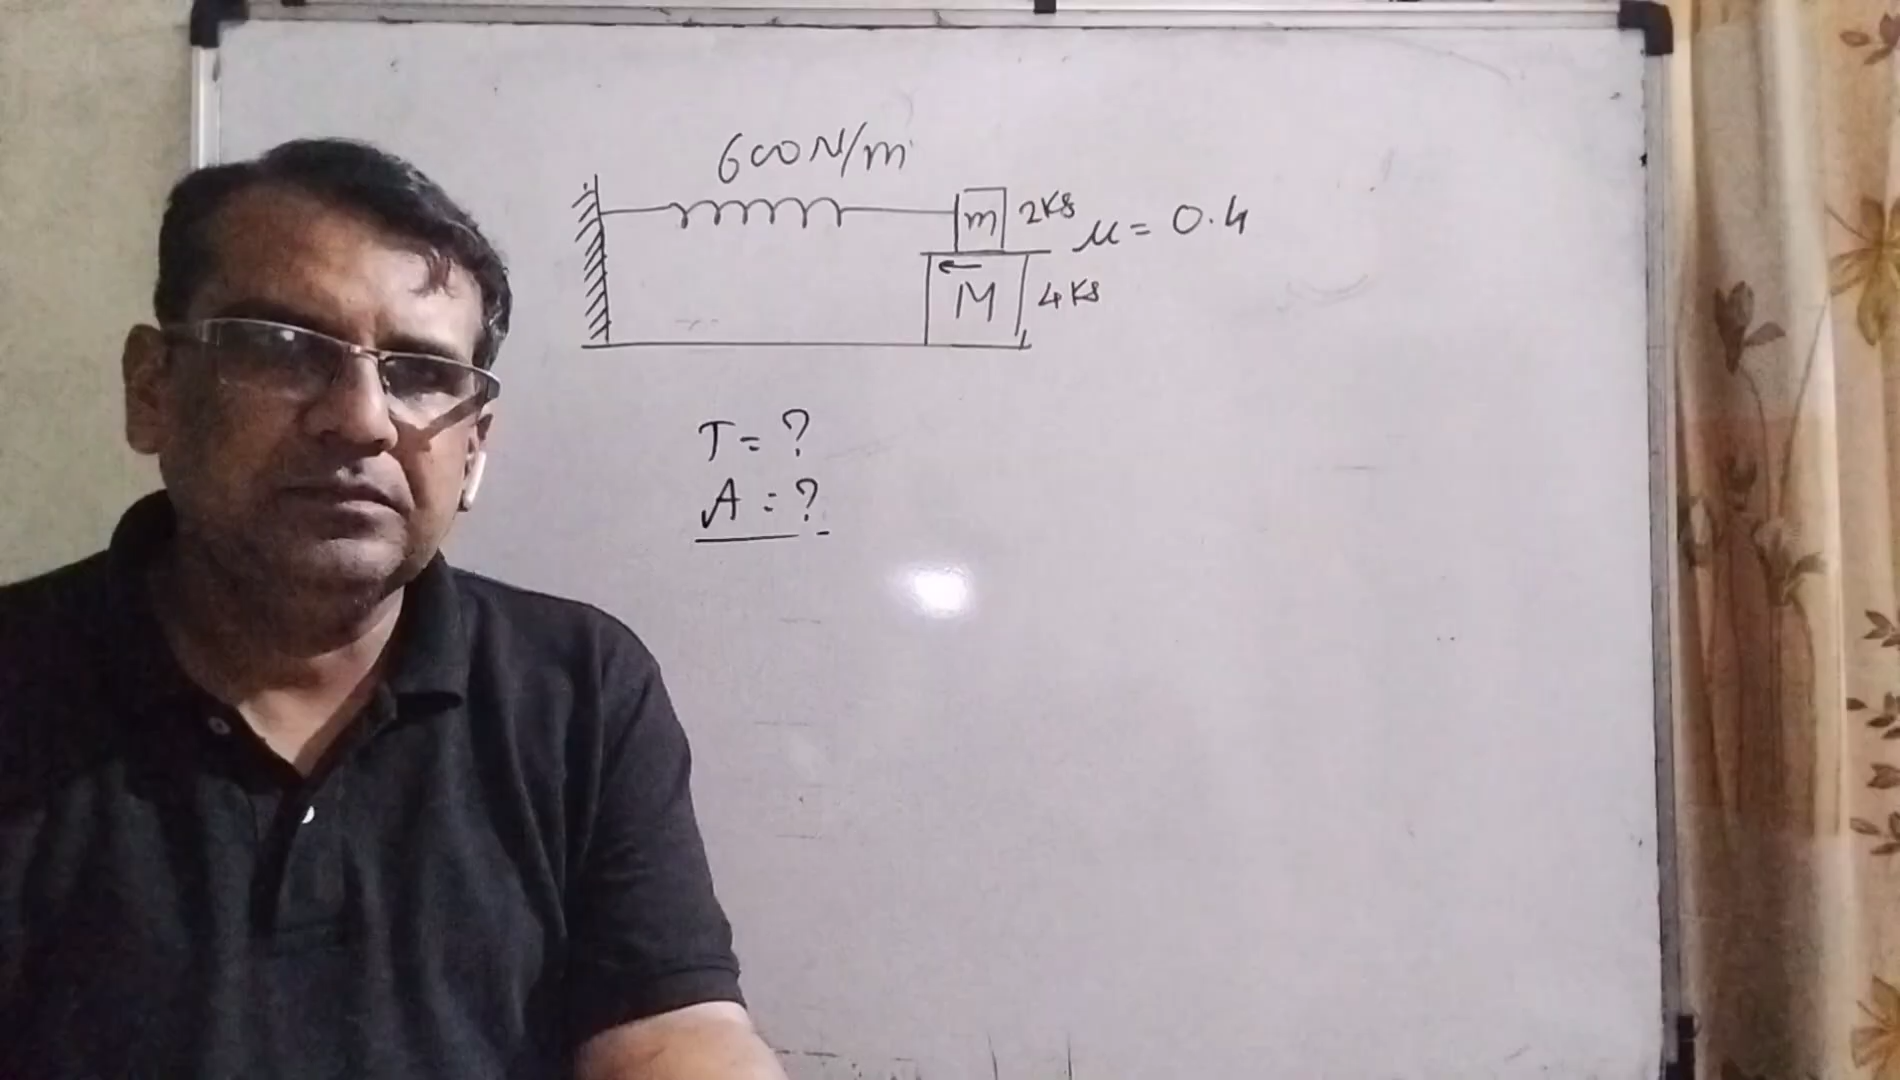 600N/m
m 2Kg μ= 0.4
M 4Kg
T= ?
A = ?